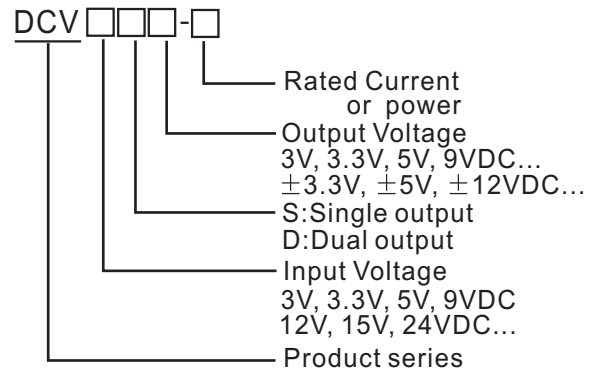 DCV□□□-□
Rated Current
or power
Output Voltage
3V, 3.3V, 5V, 9VDC...
±3.3V, ±5V, ±12VDC...
S:Single output
D:Dual output
Input Voltage
3V, 3.3V, 5V, 9VDC
12V, 15V, 24VDC...
Product series